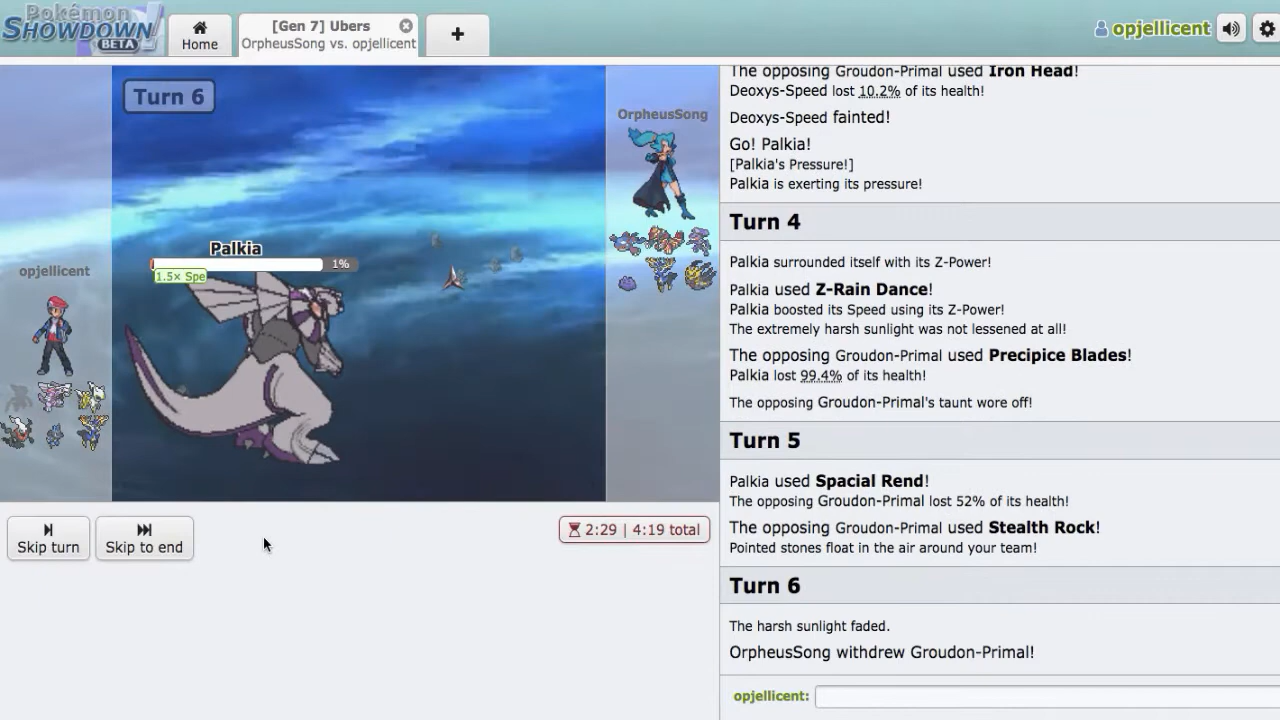 Pokémon
SHOWDOWN!
BETA
Home
[Gen 7] Ubers
OrpheusSong vs. opjellicent
+
opjellicent
Turn 6
opjellicent
Palkia
1%
1.5× Spe
OrpheusSong
Skip turn
Skip to end
2:29 | 4:19 total
The opposing Groudon-Primal used Iron Head!
Deoxys-Speed lost 10.2% of its health!
Deoxys-Speed fainted!
Go! Palkia!
[Palkia's Pressure!]
Palkia is exerting its pressure!
Turn 4
Palkia surrounded itself with its Z-Power!
Palkia used Z-Rain Dance!
Palkia boosted its Speed using its Z-Power!
The extremely harsh sunlight was not lessened at all!
The opposing Groudon-Primal used Precipice Blades!
Palkia lost 99.4% of its health!
The opposing Groudon-Primal's taunt wore off!
Turn 5
Palkia used Spacial Rend!
The opposing Groudon-Primal lost 52% of its health!
The opposing Groudon-Primal used Stealth Rock!
Pointed stones float in the air around your team!
Turn 6
The harsh sunlight faded.
OrpheusSong withdrew Groudon-Primal!
opjellicent: